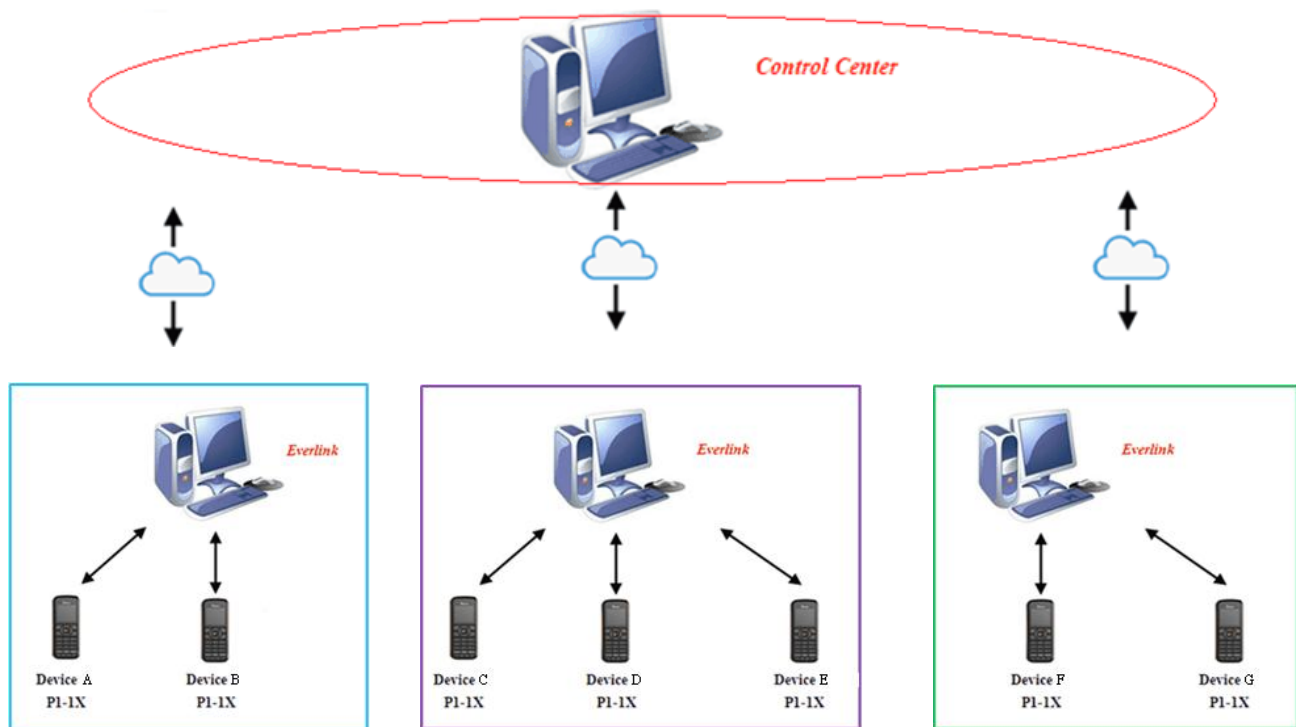 Control Center
Everlink
Everlink
Everlink
Device A
Device B
Device C
Device D
Device E
Device F
Device G
P1-1X
P1-1X
P1-1X
P1-1X
P1-1X
P1-1X
P1-1X